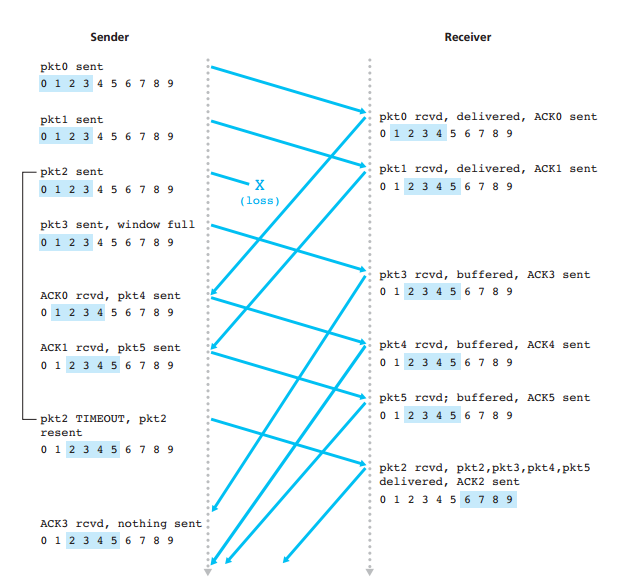 Sender
Receiver
pkt0 sent
0 1 2 3 4 5 6 7 8 9
pkt0 rcvd, delivered, ACK0 sent
0 1 2 3 4 5 6 7 8 9
pkt1 sent
0 1 2 3 4 5 6 7 8 9
pkt1 rcvd, delivered, ACK1 sent
0 1 2 3 4 5 6 7 8 9
pkt2 sent
0 1 2 3 4 5 6 7 8 9
X
(loss)
pkt3 sent, window full
0 1 2 3 4 5 6 7 8 9
pkt3 rcvd, buffered, ACK3 sent
0 1 2 3 4 5 6 7 8 9
ACK0 rcvd, pkt4 sent
0 1 2 3 4 5 6 7 8 9
pkt4 rcvd, buffered, ACK4 sent
0 1 2 3 4 5 6 7 8 9
ACK1 rcvd, pkt5 sent
0 1 2 3 4 5 6 7 8 9
pkt5 rcvd; buffered, ACK5 sent
0 1 2 3 4 5 6 7 8 9
pkt2 TIMEOUT, pkt2
resent
0 1 2 3 4 5 6 7 8 9
pkt2 rcvd, pkt2,pkt3,pkt4,pkt5
delivered, ACK2 sent
0 1 2 3 4 5 6 7 8 9
ACK3 rcvd, nothing sent
0 1 2 3 4 5 6 7 8 9